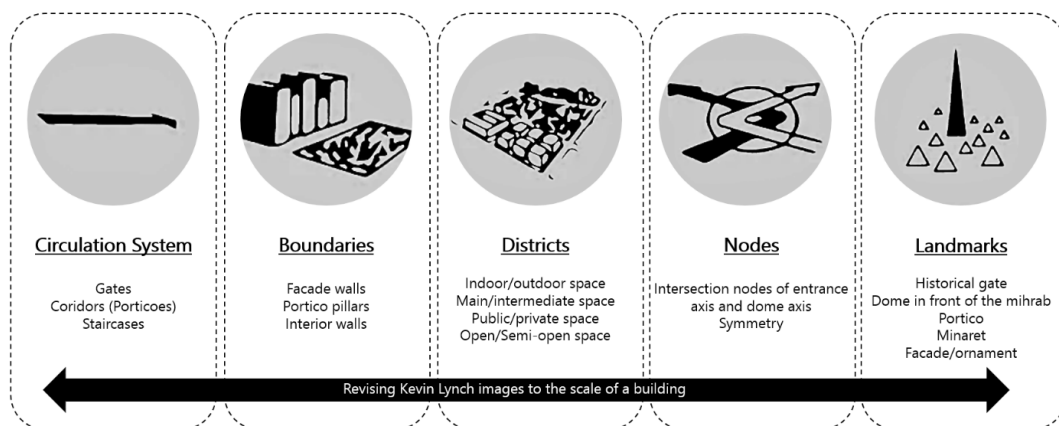 Circulation System
Gates
Coridors (Porticoes)
Staircases
Boundaries
Facade walls
Portico pillars
Interior walls
Districts
Indoor/outdoor space
Main/intermediate space
Public/private space
Open/Semi-open space
Nodes
Intersection nodes of entrance
axis and dome axis
Symmetry
Landmarks
Historical gate
Dome in front of the mihrab
Portico
Minaret
Facade/ornament
Revising Kevin Lynch images to the scale of a building